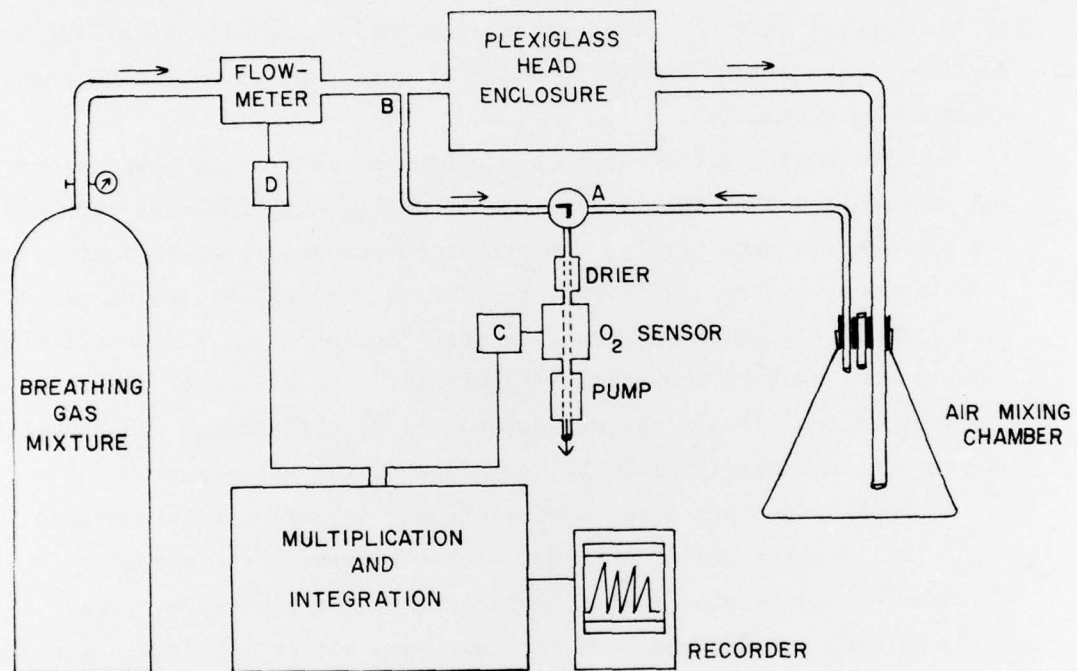 FLOW-
METER
PLEXIGLASS
HEAD
ENCLOSURE
B
D
A
DRIER
C
O2 SENSOR
PUMP
BREATHING
GAS
MIXTURE
AIR MIXING
CHAMBER
MULTIPLICATION
AND
INTEGRATION
RECORDER